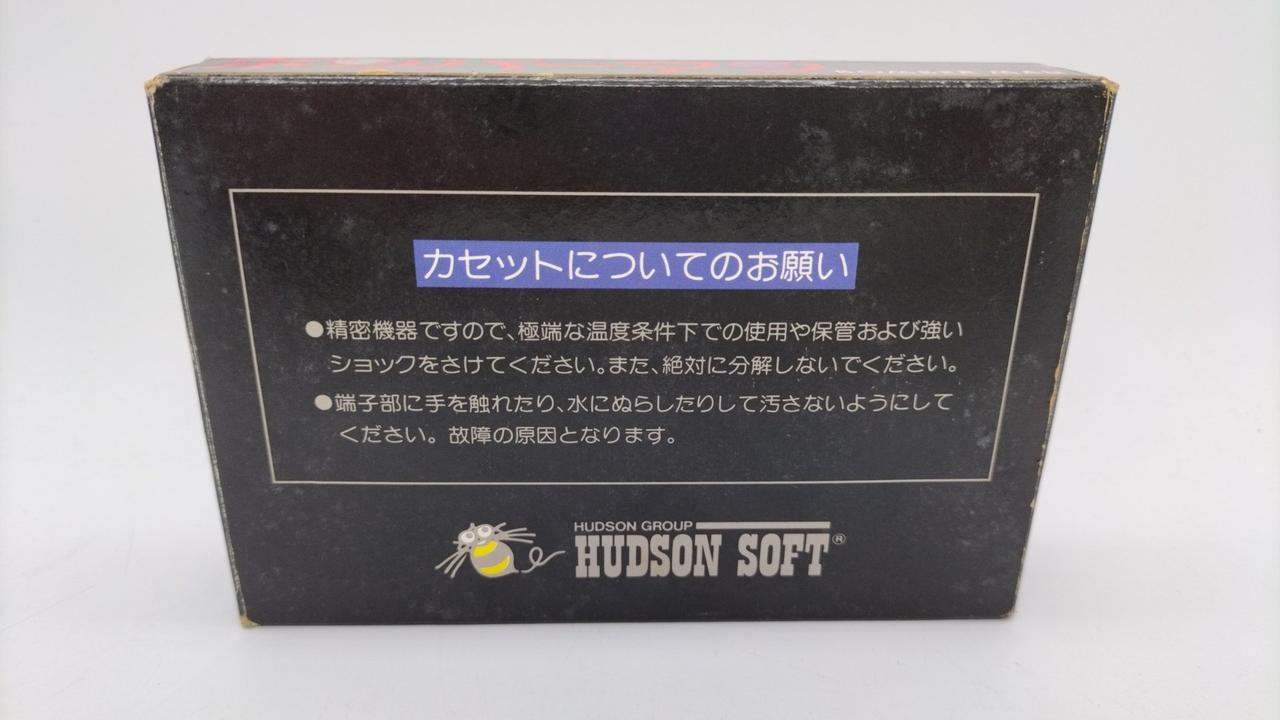 カセットについてのお願い
●精密機器ですので、極端な温度条件下での使用や保管および強い
ショックをさけてください。また、絶対に分解しないでください。
●端子部に手を触れたり、水にぬらしたりして汚さないようにして
ください。故障の原因となります。
HUDSON GROUP
HUDSON SOFT®